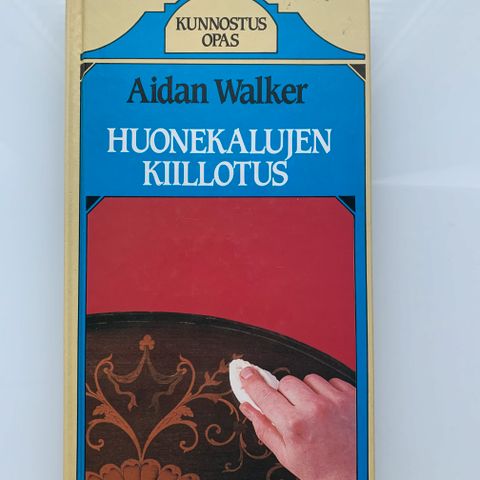 KUNNOSTUS
OPAS
Aidan Walker
HUONEKALUJEN
KIILLOTUS